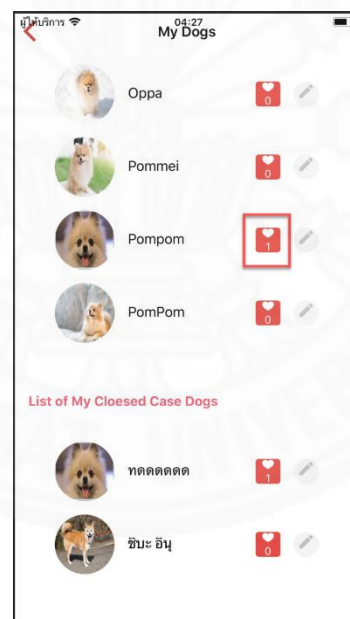 ผู้ให้บริการ 04:27
My Dogs
Oppa
0
Pommei
0
Pompom
1
PomPom
0
List of My Cloesed Case Dogs
ทดดดดดด
1
ชิบะ อินุ
0